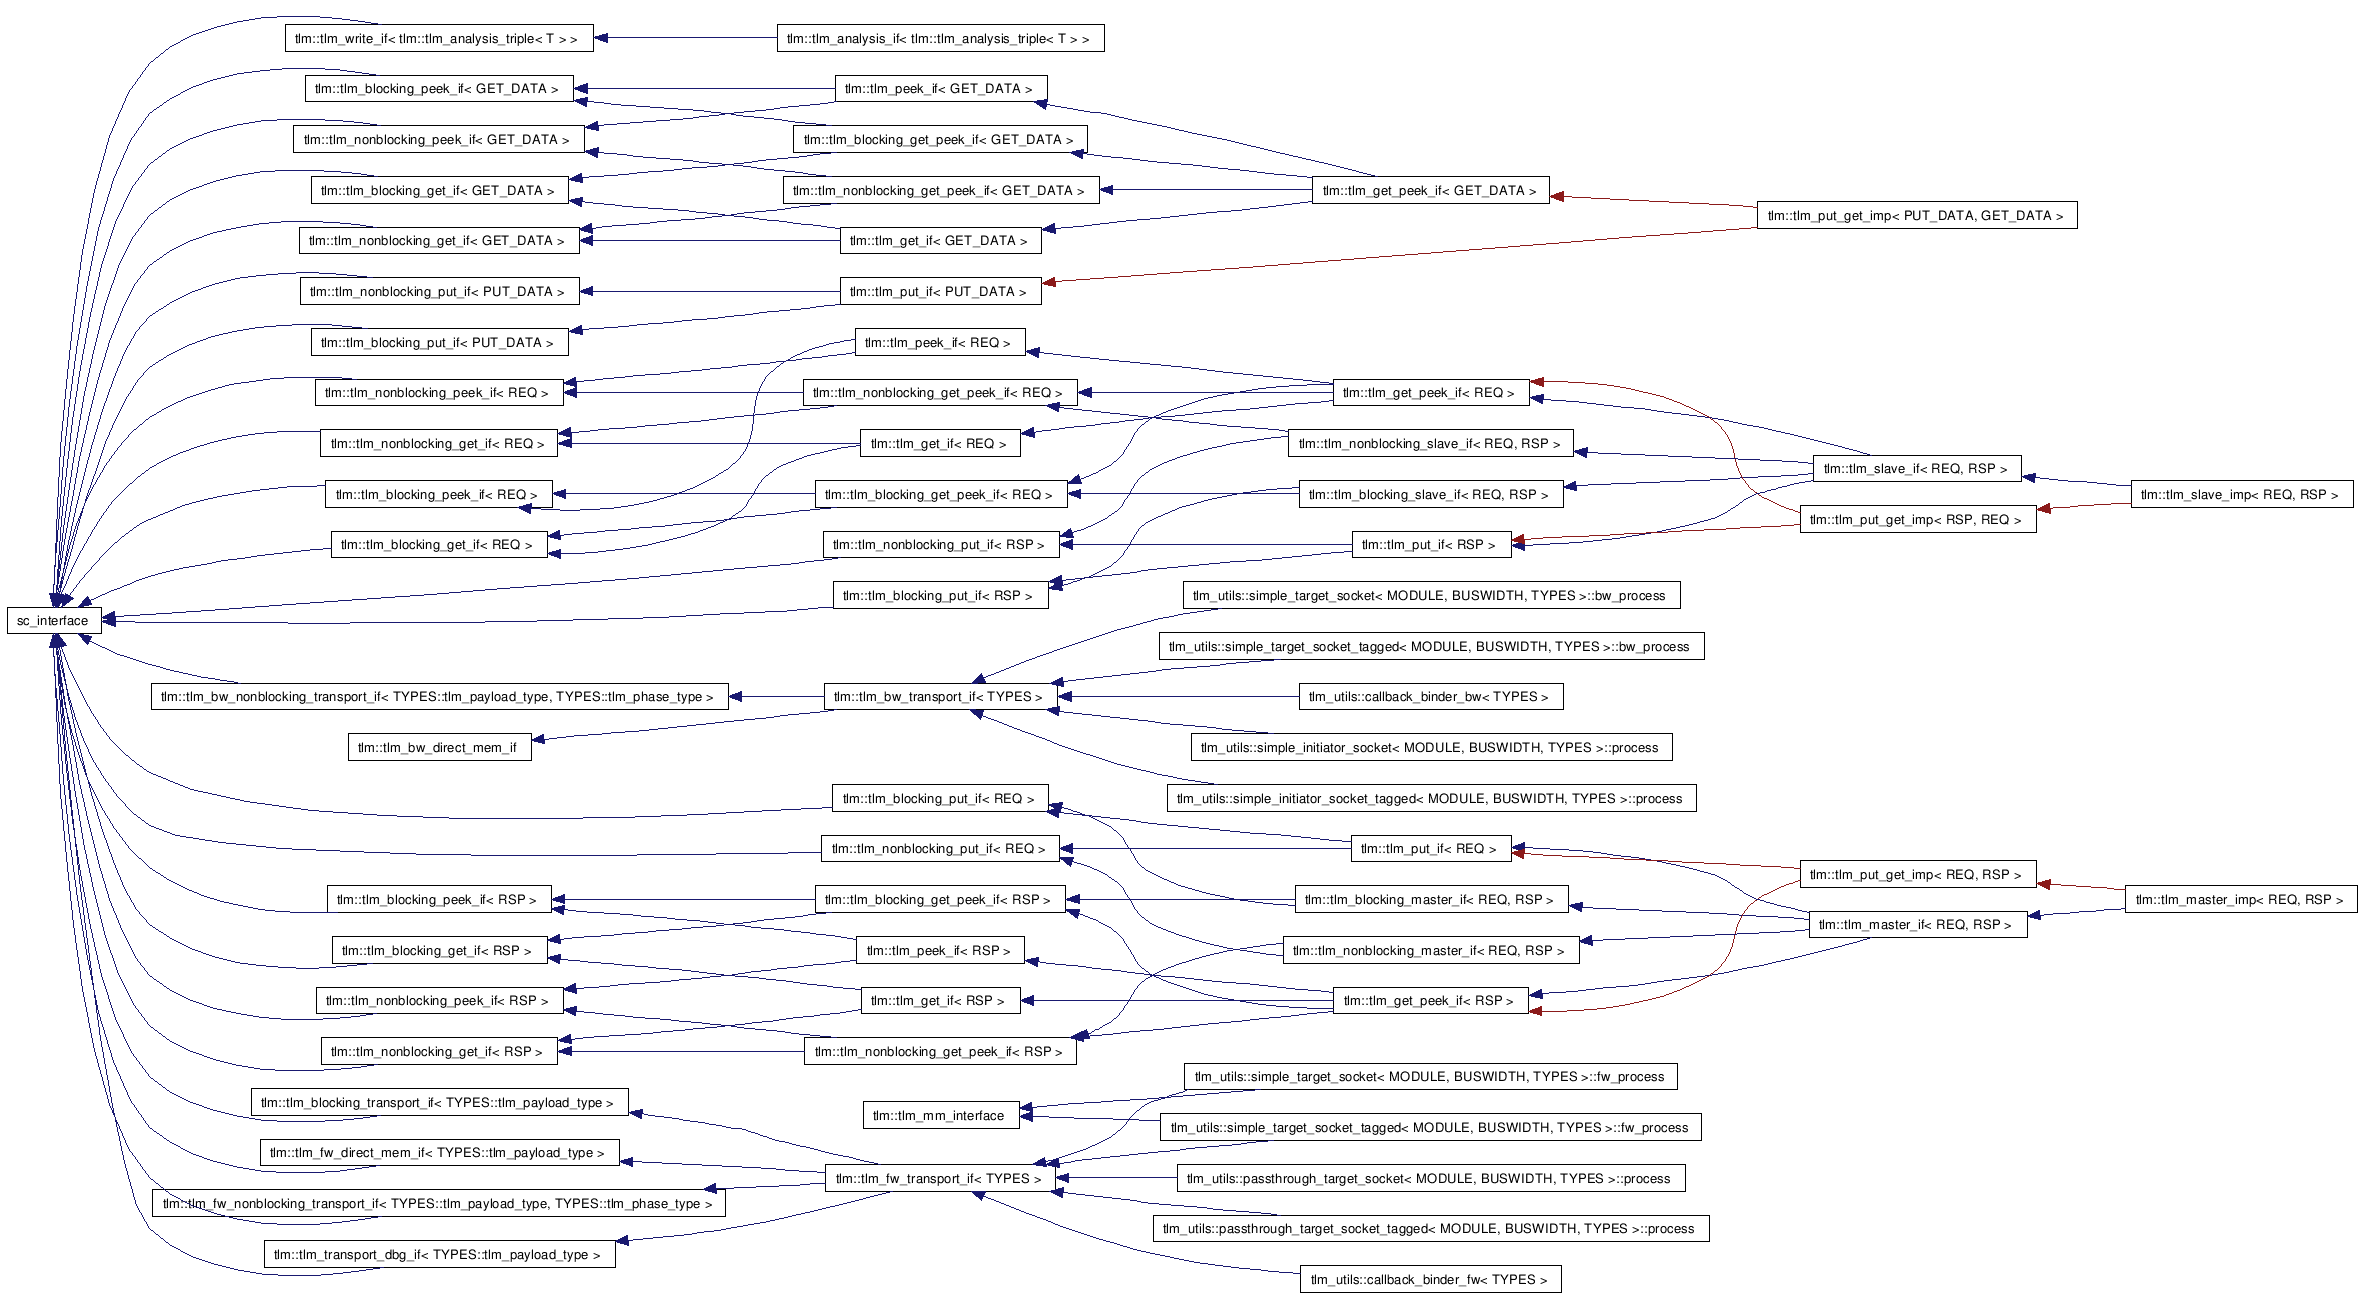 tlm::tlm_write_if< tlm::tlm_analysis_triple< T > >
tlm::tlm_analysis_if< tlm::tlm_analysis_triple< T > >
tlm::tlm_blocking_peek_if< GET_DATA >
tlm::tlm_peek_if< GET_DATA >
tlm::tlm_nonblocking_peek_if< GET_DATA >
tlm::tlm_blocking_get_peek_if< GET_DATA >
tlm::tlm_blocking_get_if< GET_DATA >
tlm::tlm_nonblocking_get_peek_if< GET_DATA >
tlm::tlm_get_peek_if< GET_DATA >
tlm::tlm_put_get_imp< PUT_DATA, GET_DATA >
tlm::tlm_nonblocking_get_if< GET_DATA >
tlm::tlm_get_if< GET_DATA >
tlm::tlm_nonblocking_put_if< PUT_DATA >
tlm::tlm_put_if< PUT_DATA >
tlm::tlm_blocking_put_if< PUT_DATA >
tlm::tlm_peek_if< REQ >
tlm::tlm_nonblocking_peek_if< REQ >
tlm::tlm_nonblocking_get_peek_if< REQ >
tlm::tlm_get_peek_if< REQ >
tlm::tlm_nonblocking_get_if< REQ >
tlm::tlm_get_if< REQ >
tlm::tlm_nonblocking_slave_if< REQ, RSP >
tlm::tlm_slave_if< REQ, RSP >
tlm::tlm_blocking_peek_if< REQ >
tlm::tlm_blocking_get_peek_if< REQ >
tlm::tlm_blocking_slave_if< REQ, RSP >
tlm::tlm_slave_imp< REQ, RSP >
tlm::tlm_put_get_imp< RSP, REQ >
tlm::tlm_blocking_get_if< REQ >
tlm::tlm_nonblocking_put_if< RSP >
tlm::tlm_put_if< RSP >
tlm::tlm_blocking_put_if< RSP >
tlm_utils::simple_target_socket< MODULE, BUSWIDTH, TYPES >::bw_process
sc_interface
tlm_utils::simple_target_socket_tagged< MODULE, BUSWIDTH, TYPES >::bw_process
tlm::tlm_bw_nonblocking_transport_if< TYPES::tlm_payload_type, TYPES::tlm_phase_type >
tlm::tlm_bw_transport_if< TYPES >
tlm_utils::callback_binder_bw< TYPES >
tlm::tlm_bw_direct_mem_if
tlm_utils::simple_initiator_socket< MODULE, BUSWIDTH, TYPES >::process
tlm::tlm_blocking_put_if< REQ >
tlm_utils::simple_initiator_socket_tagged< MODULE, BUSWIDTH, TYPES >::process
tlm::tlm_nonblocking_put_if< REQ >
tlm::tlm_put_if< REQ >
tlm::tlm_put_get_imp< REQ, RSP >
tlm::tlm_blocking_peek_if< RSP >
tlm::tlm_blocking_get_peek_if< RSP >
tlm::tlm_blocking_master_if< REQ, RSP >
tlm::tlm_master_imp< REQ, RSP >
tlm::tlm_master_if< REQ, RSP >
tlm::tlm_blocking_get_if< RSP >
tlm::tlm_peek_if< RSP >
tlm::tlm_nonblocking_master_if< REQ, RSP >
tlm::tlm_nonblocking_peek_if< RSP >
tlm::tlm_get_if< RSP >
tlm::tlm_get_peek_if< RSP >
tlm::tlm_nonblocking_get_if< RSP >
tlm::tlm_nonblocking_get_peek_if< RSP >
tlm_utils::simple_target_socket< MODULE, BUSWIDTH, TYPES >::fw_process
tlm::tlm_blocking_transport_if< TYPES::tlm_payload_type >
tlm::tlm_mm_interface
tlm_utils::simple_target_socket_tagged< MODULE, BUSWIDTH, TYPES >::fw_process
tlm::tlm_fw_direct_mem_if< TYPES::tlm_payload_type >
tlm::tlm_fw_transport_if< TYPES >
tlm_utils::passthrough_target_socket< MODULE, BUSWIDTH, TYPES >::process
tlm::tlm_fw_nonblocking_transport_if< TYPES::tlm_payload_type, TYPES::tlm_phase_type >
tlm_utils::passthrough_target_socket_tagged< MODULE, BUSWIDTH, TYPES >::process
tlm::tlm_transport_dbg_if< TYPES::tlm_payload_type >
tlm_utils::callback_binder_fw< TYPES >